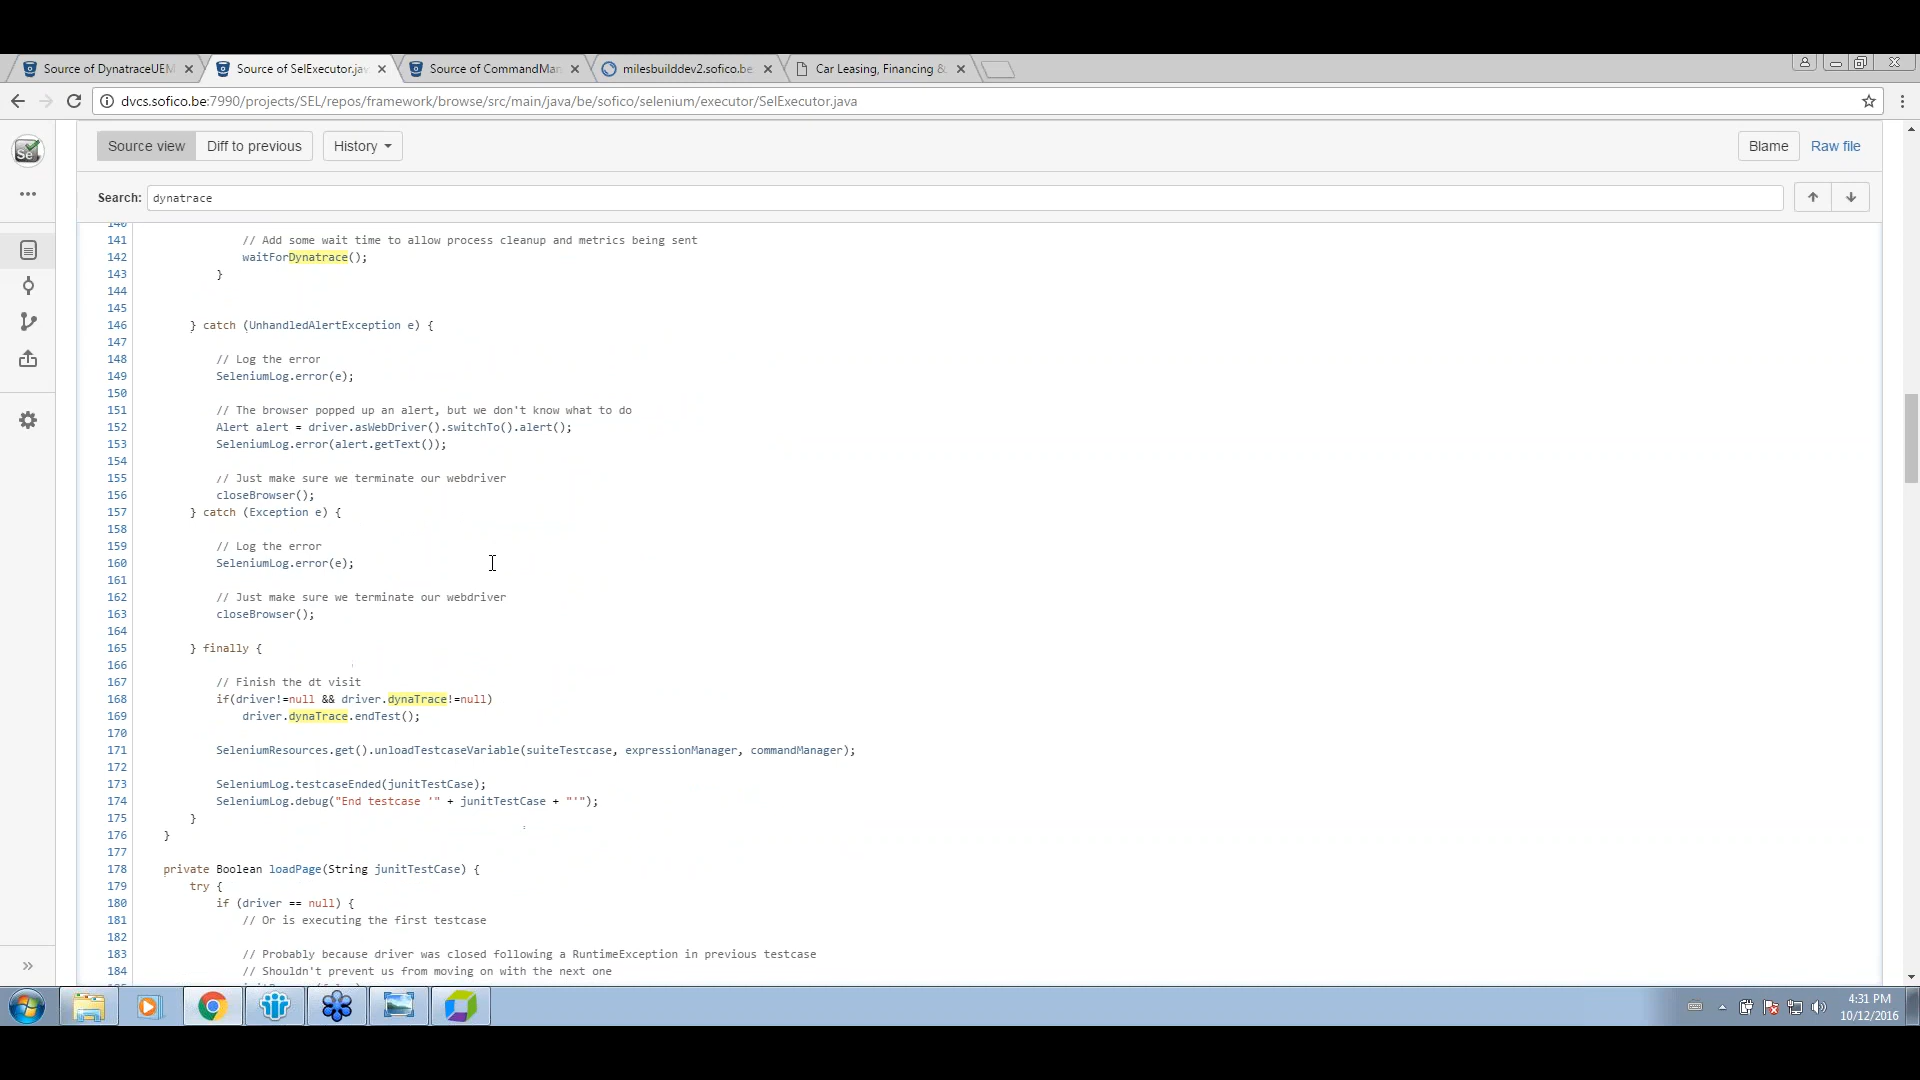 Source of DynatraceUEM
Source of SelExecutor.jav
Source of CommandMan
milesbuilddev2.sofico.be
Car Leasing, Financing &
dvcs.sofico.be:7990/projects/SEL/repos/framework/browse/src/main/java/be/sofico/selenium/executor/SelExecutor.java
Source view Diff to previous History Blame Raw file
Search: dynatrace
140
141 // Add some wait time to allow process cleanup and metrics being sent
142 waitForDynatrace();
143 }
144
145
146 } catch (UnhandledAlertException e) {
147
148 // Log the error
149 SeleniumLog.error(e);
150
151 // The browser popped up an alert, but we don't know what to do
152 Alert alert = driver.asWebDriver().switchTo().alert();
153 SeleniumLog.error(alert.getText());
154
155 // Just make sure we terminate our webdriver
156 closeBrowser();
157 } catch (Exception e) {
158
159 // Log the error
160 SeleniumLog.error(e);
161
162 // Just make sure we terminate our webdriver
163 closeBrowser();
164
165 } finally {
166
167 // Finish the dt visit
168 if(driver!=null && driver.dynaTrace!=null)
169 driver.dynaTrace.endTest();
170
171 SeleniumResources.get().unloadTestcaseVariable(suiteTestcase, expressionManager, commandManager);
172
173 SeleniumLog.testcaseEnded(junitTestCase);
174 SeleniumLog.debug("End testcase '" + junitTestCase + "'");
175 }
176 }
177
178 private Boolean loadPage(String junitTestCase) {
179 try {
180 if (driver == null) {
181 // Or is executing the first testcase
182
183 // Probably because driver was closed following a RuntimeException in previous testcase
184 // Shouldn't prevent us from moving on with the next one
4:31 PM
10/12/2016